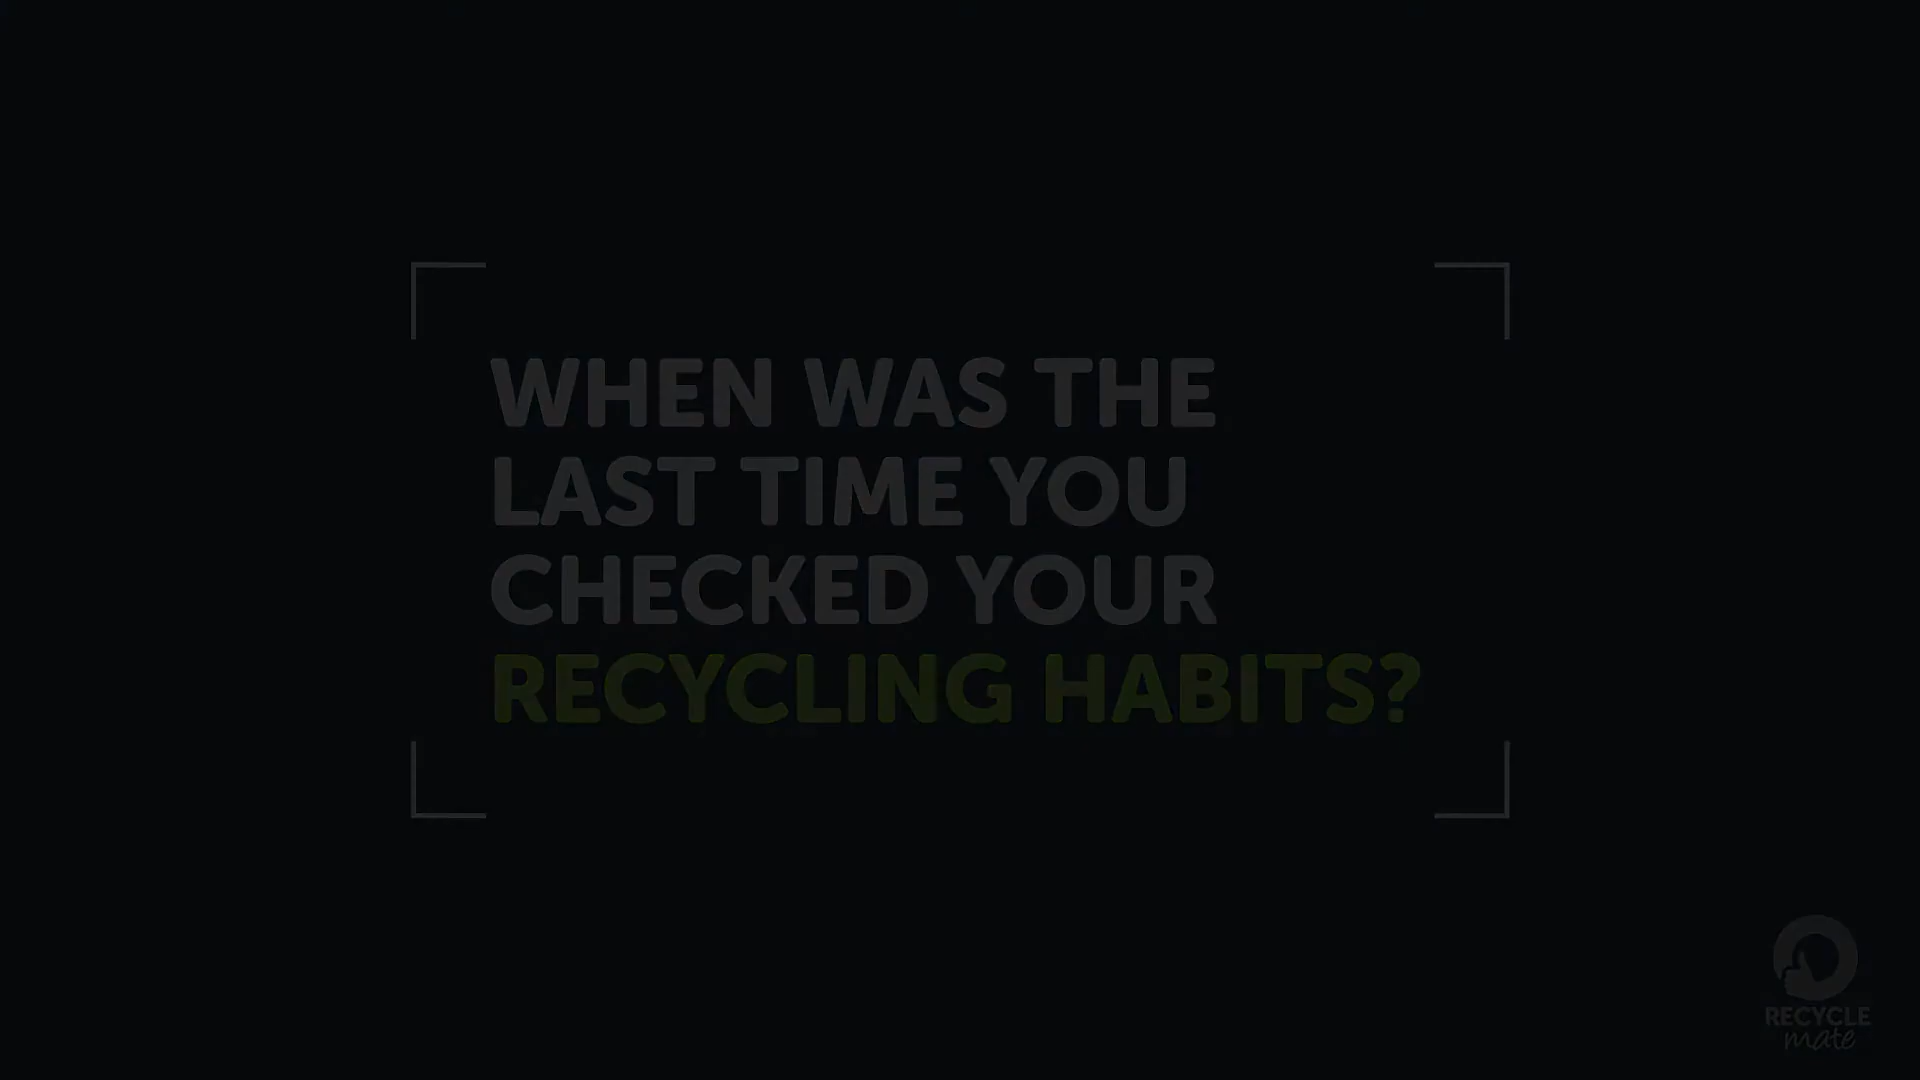 WHEN WAS THE
LAST TIME YOU
CHECKED YOUR
RECYCLING HABITS?
RECYCLE
mate